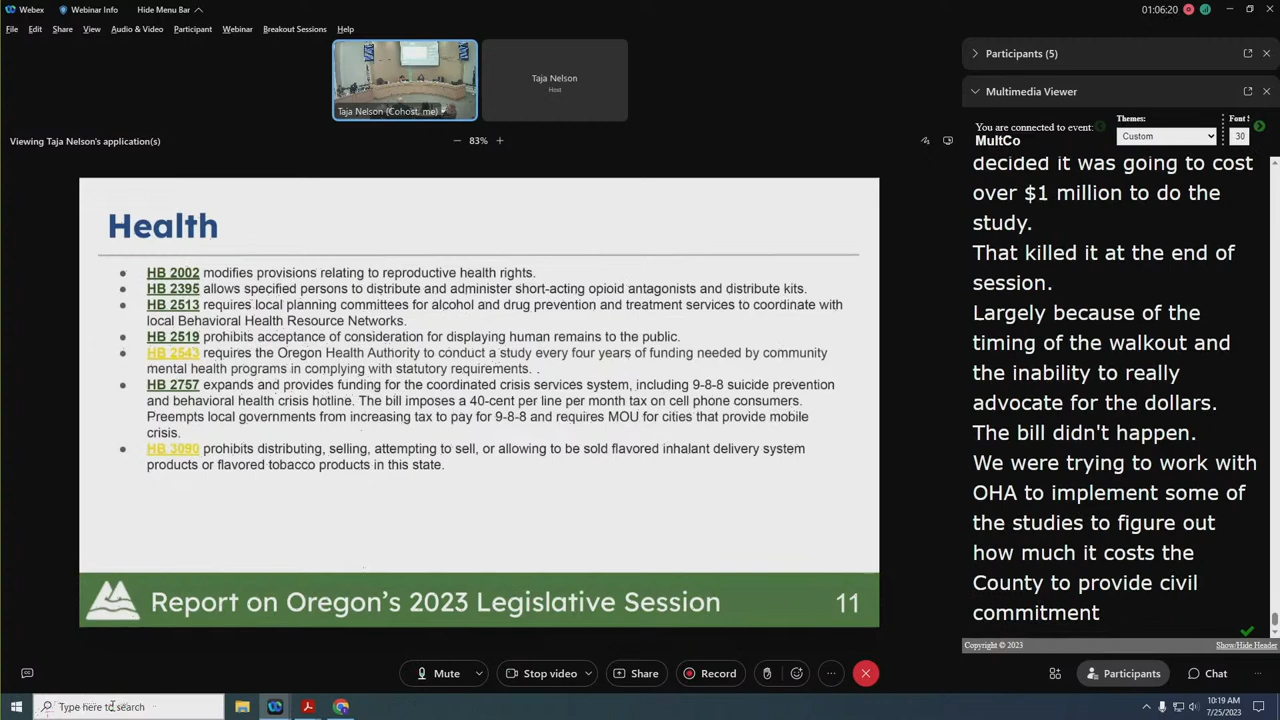 Webex
Webinar Info
Hide Menu Bar
01:06:20
File Edit Share View Audio & Video Participant Webinar Breakout Sessions Help
Taja Nelson (Cohost, me)
Taja Nelson
Host
Viewing Taja Nelson's application(s)
83%
Health
HB 2002 modifies provisions relating to reproductive health rights.
HB 2395 allows specified persons to distribute and administer short-acting opioid antagonists and distribute kits.
HB 2513 requires local planning committees for alcohol and drug prevention and treatment services to coordinate with
local Behavioral Health Resource Networks.
HB 2519 prohibits acceptance of consideration for displaying human remains to the public.
HB 2543 requires the Oregon Health Authority to conduct a study every four years of funding needed by community
mental health programs in complying with statutory requirements. .
HB 2757 expands and provides funding for the coordinated crisis services system, including 9-8-8 suicide prevention
and behavioral health crisis hotline. The bill imposes a 40-cent per line per month tax on cell phone consumers.
Preempts local governments from increasing tax to pay for 9-8-8 and requires MOU for cities that provide mobile
crisis.
HB 3090 prohibits distributing, selling, attempting to sell, or allowing to be sold flavored inhalant delivery system
products or flavored tobacco products in this state.
Report on Oregon's 2023 Legislative Session 11
Participants (5)
Multimedia Viewer
You are connected to event:
MultCo
Themes:
Custom
Font S
30
decided it was going to cost
over $1 million to do the
study.
That killed it at the end of
session.
Largely because of the
timing of the walkout and
the inability to really
advocate for the dollars.
The bill didn't happen.
We were trying to work with
OHA to implement some of
the studies to figure out
how much it costs the
County to provide civil
commitment
Copyright © 2023
Show/Hide Header
Mute
Stop video
Share
Record
Participants
Chat
Type here to search
10:19 AM
7/25/2023